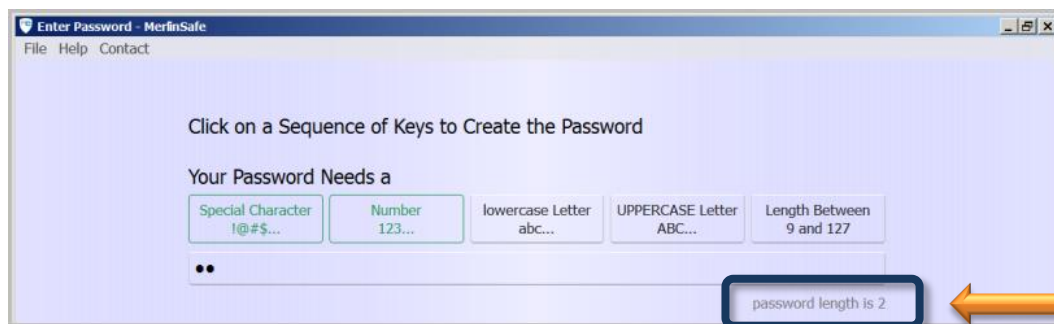 Enter Password - MerlinSafe
File Help Contact
Click on a Sequence of Keys to Create the Password
Your Password Needs a
Special Character
!@#$...
Number
123...
lowercase Letter
abc...
UPPERCASE Letter
ABC...
Length Between
9 and 127
••
password length is 2